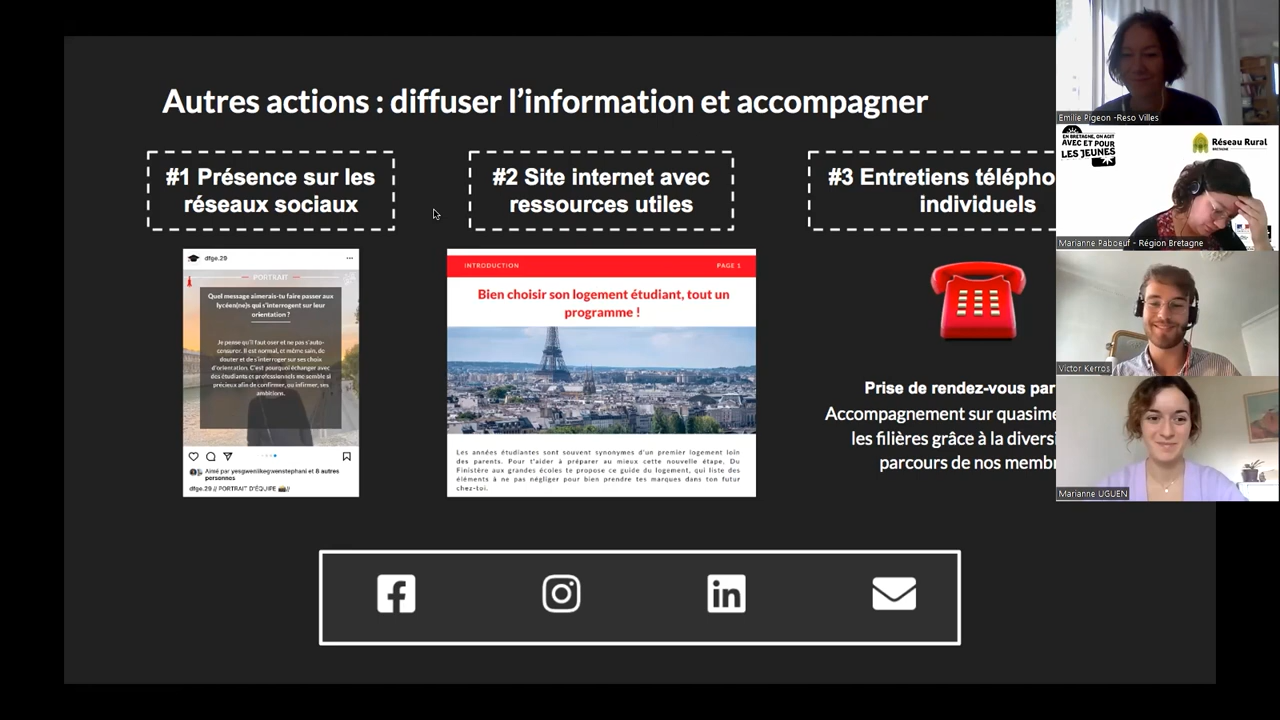 Autres actions : diffuser l'information et accompagner
#1 Présence sur les
réseaux sociaux
#2 Site internet avec
ressources utiles
#3 Entretiens télépho
individuels
dfge.29
PORTRAIT
Quel message aimerais-tu faire passer aux
lycéen(ne)s qui s'interrogent sur leur
orientation ?
Je pense qu'il faut oser et ne pas s'auto-
censurer. Il est normal, et même sain, de
douter et de s'interroger sur ses choix
d'orientation. C'est pourquoi échanger avec
des étudiants et professionnels me semble si
précieux afin de confirmer, ou infirmer, ses
ambitions.
Aimé par yesgweniikegwenstephani et 8 autres
personnes
dfge.29 // PORTRAIT D'ÉQUIPE 📸//
INTRODUCTION
PAGE 1
Bien choisir son logement étudiant, tout un
programme !
Les années étudiantes sont souvent synonymes d'un premier logement loin
des parents. Pour t'aider à préparer au mieux cette nouvelle étape, Du
Finistère aux grandes écoles te propose ce guide du logement, qui liste des
éléments à ne pas négliger pour bien prendre tes marques dans ton futur
chez-toi.
Prise de rendez-vous par
Accompagnement sur quasime
les filières grâce à la diversi
parcours de nos memb
Emilie Pigeon -Reso Villes
EN BRETAGNE, ON AGIT
AVEC ET POUR
LES JEUNES
Réseau Rural
BRETAGNE
Marianne Paboeuf - Région Bretagne
Victor Kerros
Marianne UGUEN